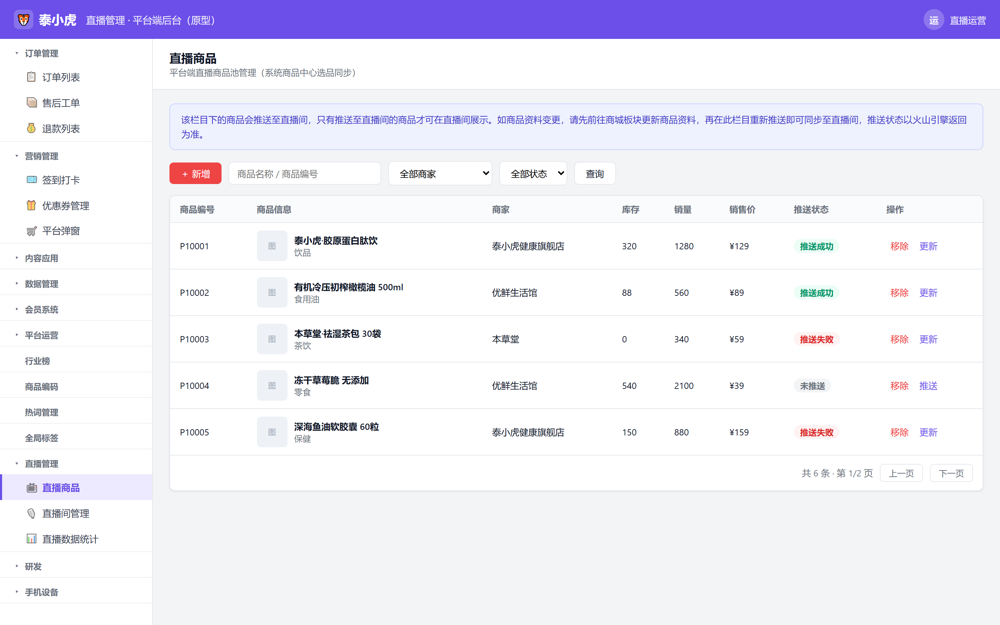 泰小虎 直播管理 · 平台端后台（原型）
运 直播运营
订单管理
订单列表
售后工单
退款列表
营销管理
签到打卡
优惠券管理
平台弹窗
内容应用
数据管理
会员系统
平台运营
行业榜
商品编码
热词管理
全局标签
直播管理
直播商品
直播间管理
直播数据统计
研发
手机设备
直播商品
平台端直播商品池管理（系统商品中心选品同步）
该栏目下的商品会推送至直播间，只有推送至直播间的商品才可在直播间展示。如商品资料变更，请先前往商城板块更新商品资料，再在此栏目重新推送即可同步至直播间，推送状态以火山引擎返回
为准。
+ 新增 商品名称 / 商品编号 全部商家 全部状态 查询
商品编号 商品信息 商家 库存 销量 销售价 推送状态 操作
P10001 图 泰小虎·胶原蛋白肽饮 泰小虎健康旗舰店 320 1280 ¥129 推送成功 移除 更新
饮品
P10002 图 有机冷压初榨橄榄油 500ml 优鲜生活馆 88 560 ¥89 推送成功 移除 更新
食用油
P10003 图 本草堂·祛湿茶包 30袋 本草堂 0 340 ¥59 推送失败 移除 更新
茶饮
P10004 图 冻干草莓脆 无添加 优鲜生活馆 540 2100 ¥39 未推送 移除 推送
零食
P10005 图 深海鱼油软胶囊 60粒 泰小虎健康旗舰店 150 880 ¥159 推送失败 移除 更新
保健
共 6 条 · 第 1/2 页 上一页 下一页